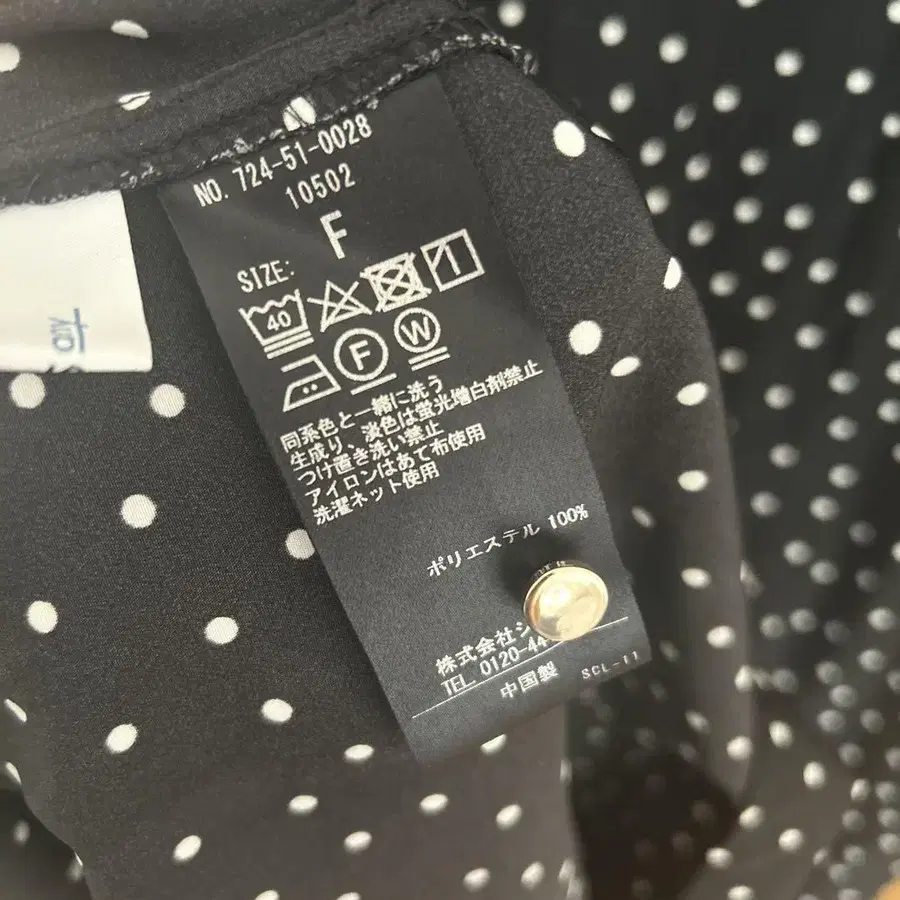 NO. 724-51-0028
10502
SIZE: F
40
F W
同系色と一緒に洗う
生成り、淡色は蛍光増白剤禁止
つけ置き洗い禁止
アイロンはあて布使用
洗濯ネット使用
ポリエステル 100%
株式会社シ
TEL. 0120-44
中国製 SCL-11